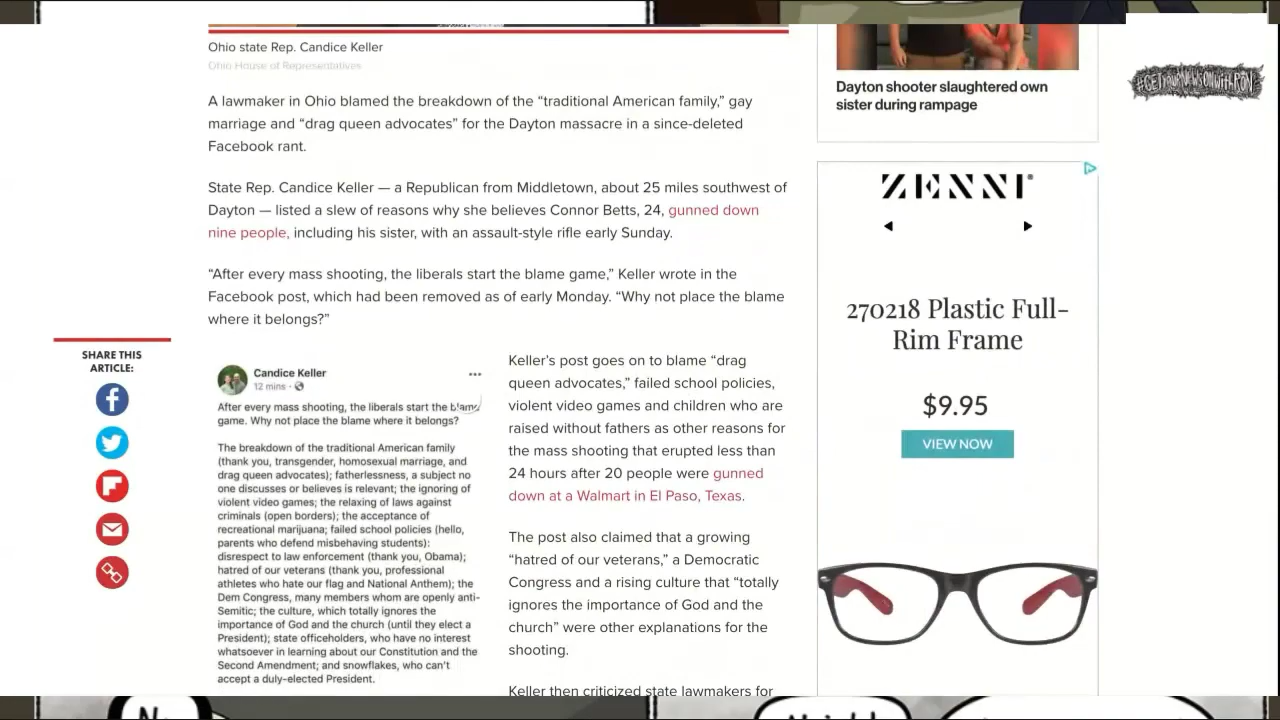 Ohio state Rep. Candice Keller
Ohio House of Representatives
A lawmaker in Ohio blamed the breakdown of the “traditional American family,” gay
marriage and “drag queen advocates” for the Dayton massacre in a since-deleted
Facebook rant.
State Rep. Candice Keller — a Republican from Middletown, about 25 miles southwest of
Dayton — listed a slew of reasons why she believes Connor Betts, 24, gunned down
nine people, including his sister, with an assault-style rifle early Sunday.
“After every mass shooting, the liberals start the blame game,” Keller wrote in the
Facebook post, which had been removed as of early Monday. “Why not place the blame
where it belongs?”
SHARE THIS
ARTICLE:
Candice Keller
12 mins ·
After every mass shooting, the liberals start the blame
game. Why not place the blame where it belongs?
The breakdown of the traditional American family
(thank you, transgender, homosexual marriage, and
drag queen advocates); fatherlessness, a subject no
one discusses or believes is relevant; the ignoring of
violent video games; the relaxing of laws against
criminals (open borders); the acceptance of
recreational marijuana; failed school policies (hello,
parents who defend misbehaving students):
disrespect to law enforcement (thank you, Obama);
hatred of our veterans (thank you, professional
athletes who hate our flag and National Anthem); the
Dem Congress, many members whom are openly anti-
Semitic; the culture, which totally ignores the
importance of God and the church (until they elect a
President); state officeholders, who have no interest
whatsoever in learning about our Constitution and the
Second Amendment; and snowflakes, who can't
accept a duly-elected President.
Keller’s post goes on to blame “drag
queen advocates,” failed school policies,
violent video games and children who are
raised without fathers as other reasons for
the mass shooting that erupted less than
24 hours after 20 people were gunned
down at a Walmart in El Paso, Texas.
The post also claimed that a growing
“hatred of our veterans,” a Democratic
Congress and a rising culture that “totally
ignores the importance of God and the
church” were other explanations for the
shooting.
Keller then criticized state lawmakers for
Dayton shooter slaughtered own
sister during rampage
ZENNI®
270218 Plastic Full-
Rim Frame
$9.95
VIEW NOW
#GETYOURNEWSONWITHRON